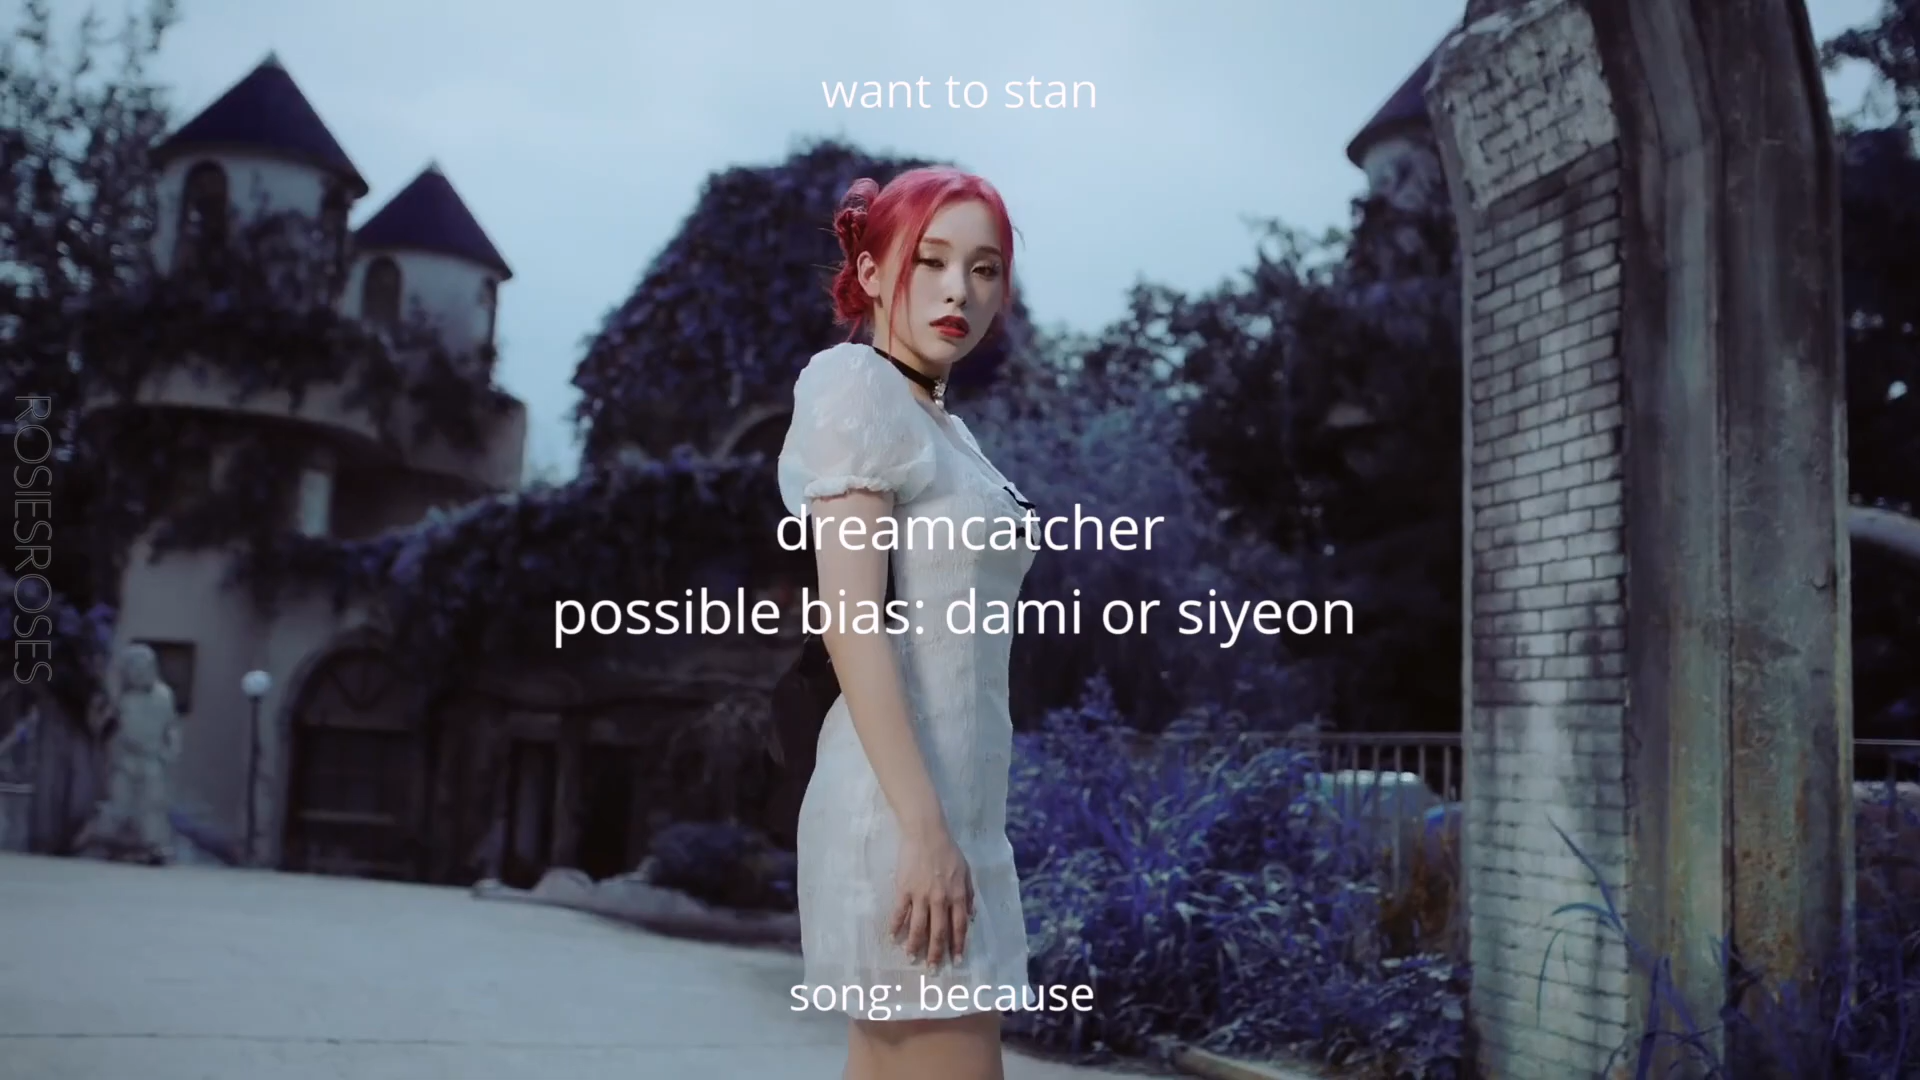 want to stan
ROSIESROSES
dreamcatcher
possible bias: dami or siyeon
song: because